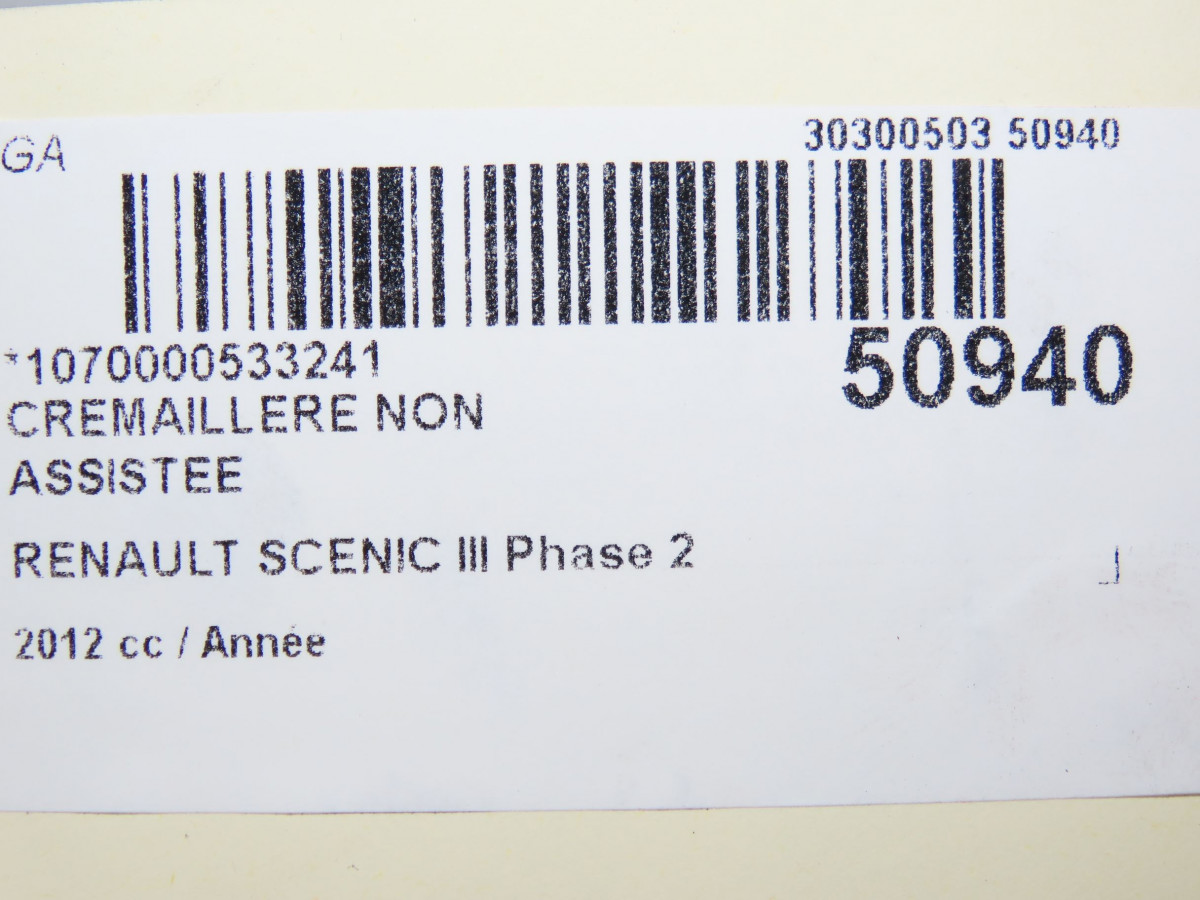 GA
30300503 50940
50940
*1070000533241
CREMAILLERE NON
ASSISTEE
RENAULT SCENIC III Phase 2
2012 cc / Année